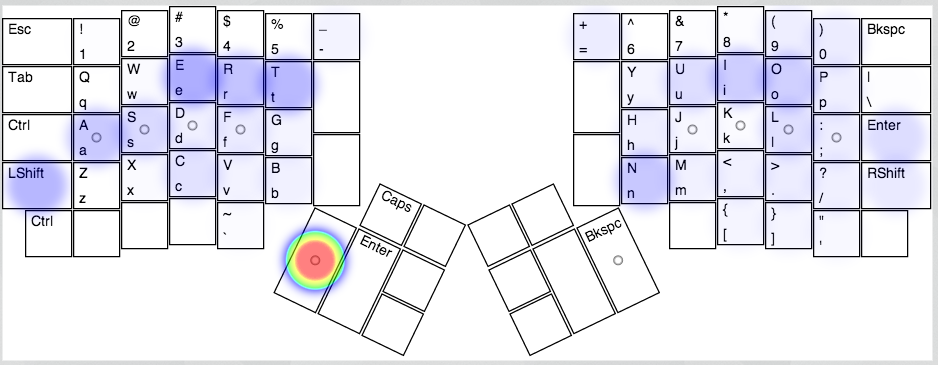 Esc ! 1 @ 2 # 3 $ 4 % 5 _ - + = ^ 6 & 7 * 8 ( 9 ) 0 Bkspc
Tab Q q W w E e R r T t Y y U u I i O o P p | \
Ctrl A a S s D d F f G g H h J j K k L l : ; Enter
LShift Z z X x C c V v B b N n M m < , > . ? / RShift
Ctrl ~ ` { [ } ] " '
Caps
Enter Bkspc